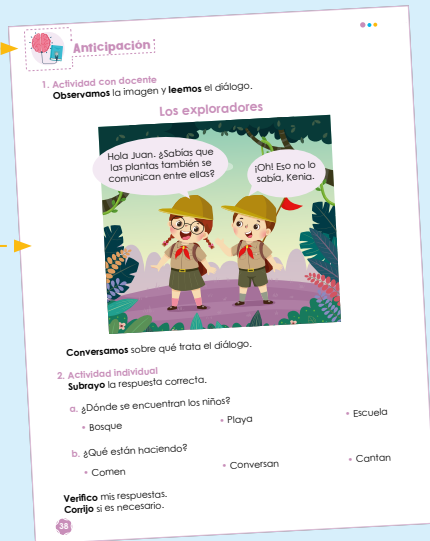 Anticipación
1. Actividad con docente
Observamos la imagen y leemos el diálogo.
Los exploradores
Hola Juan. ¿Sabías que
las plantas también se
comunican entre ellas?
¡Oh! Eso no lo
sabía, Kenia.
Conversamos sobre qué trata el diálogo.
2. Actividad individual
Subrayo la respuesta correcta.
a. ¿Dónde se encuentran los niños?
• Bosque • Playa • Escuela
b. ¿Qué están haciendo?
• Comen • Conversan • Cantan
Verifico mis respuestas.
Corrijo si es necesario.
38